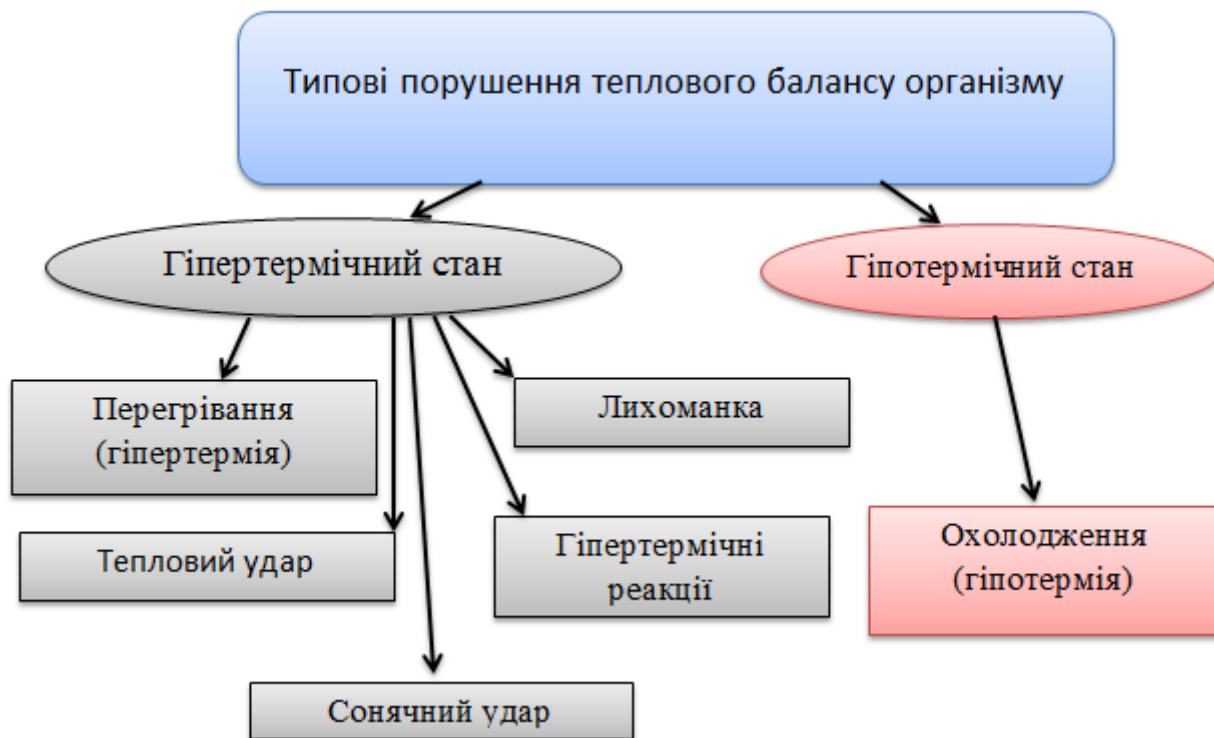 Типові порушення теплового балансу організму
Гіпертермічний стан
Гіпотермічний стан
Перегрівання
(гіпертермія)
Лихоманка
Тепловий удар
Гіпертермічні
реакції
Охолодження
(гіпотермія)
Сонячний удар